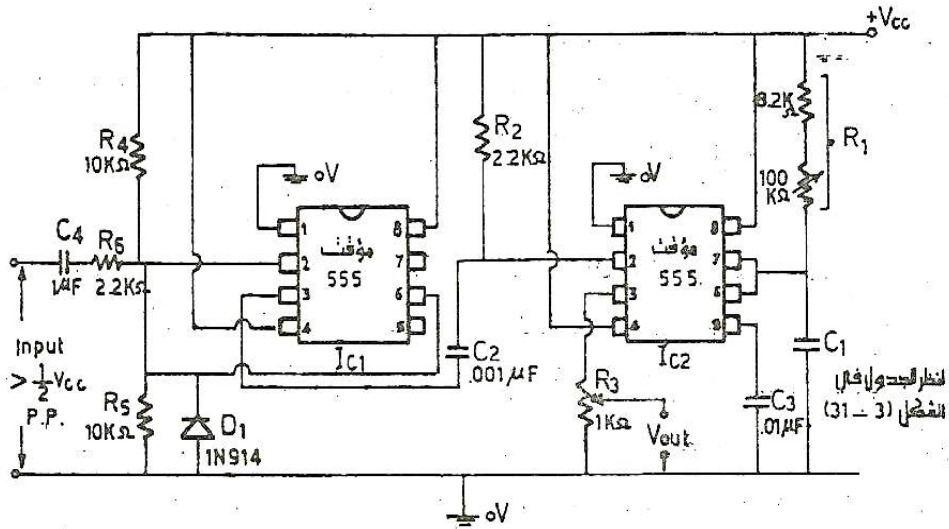 +Vcc
R4
10KΩ
R2
2.2KΩ
8.2KΩ
R1
100
KΩ
oV
oV
1
8
مؤقت
2
7
555
3
6
4
5
IC1
1
8
مؤقت
2
7
555
3
6
4
IC2
C4
1µF
R6
2.2KΩ
C2
.001µF
C1
انظر الجدول في
الشكل (3 – 31)
Input
> 1/2 Vcc
P.P.
R5
10KΩ
D1
1N914
R3
1KΩ
Vout
C3
.01µF
oV